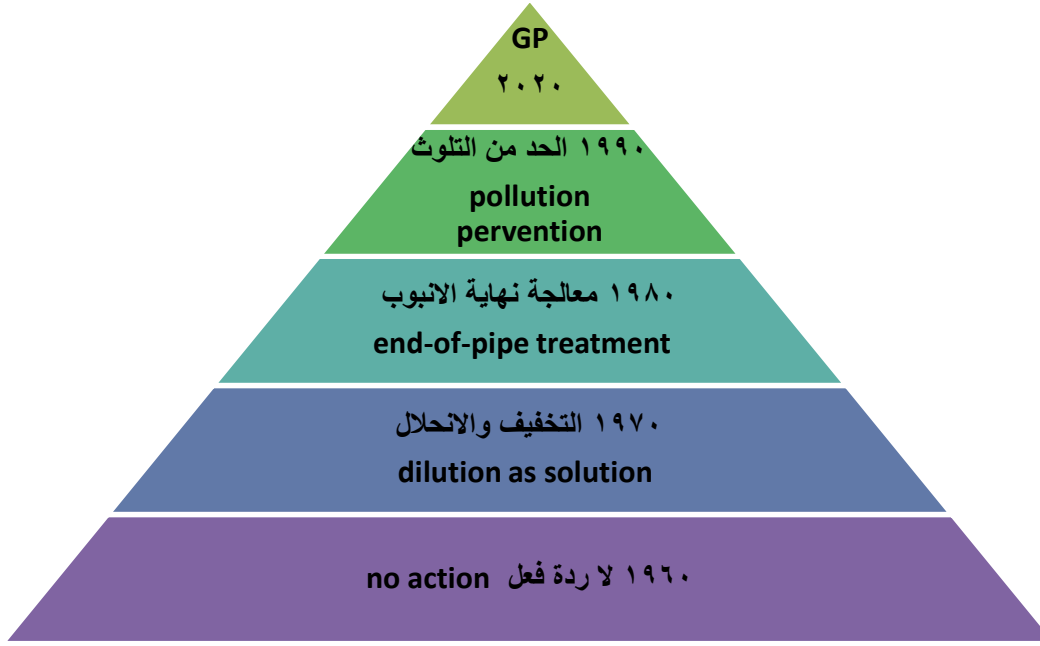 GP
٢٠٢٠
١٩٩٠ الحد من التلوث
pollution
pervention
١٩٨٠ معالجة نهاية الانبوب
end-of-pipe treatment
١٩٧٠ التخفيف والانحلال
dilution as solution
١٩٦٠ لا ردة فعل no action